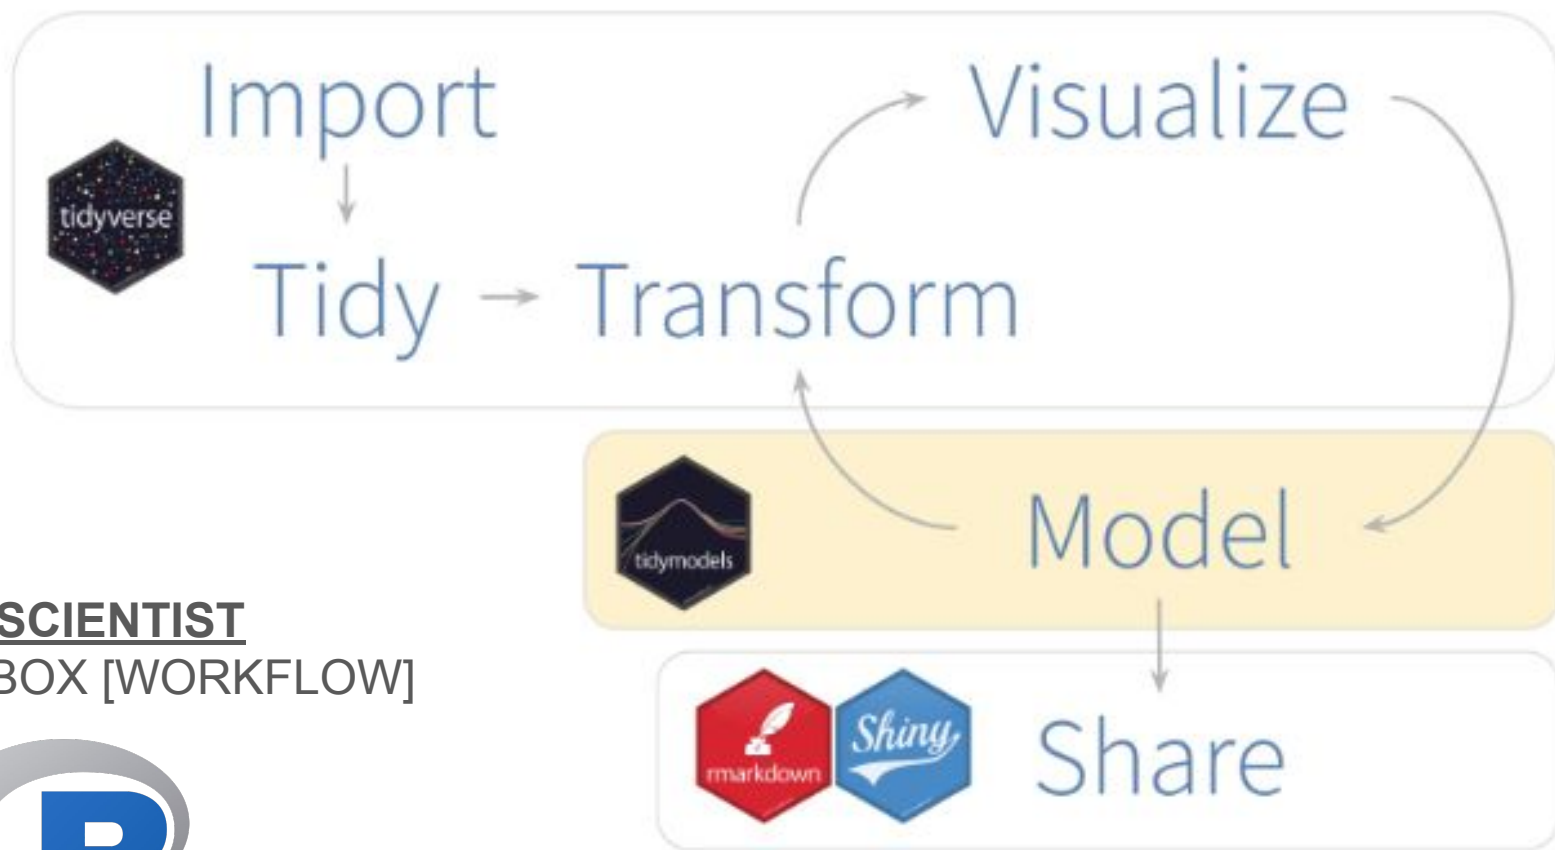 Import
Visualize
tidyverse
Tidy
Transform
Model
tidymodels
SCIENTIST
BOX [WORKFLOW]
rmarkdown
Shiny
Share
R